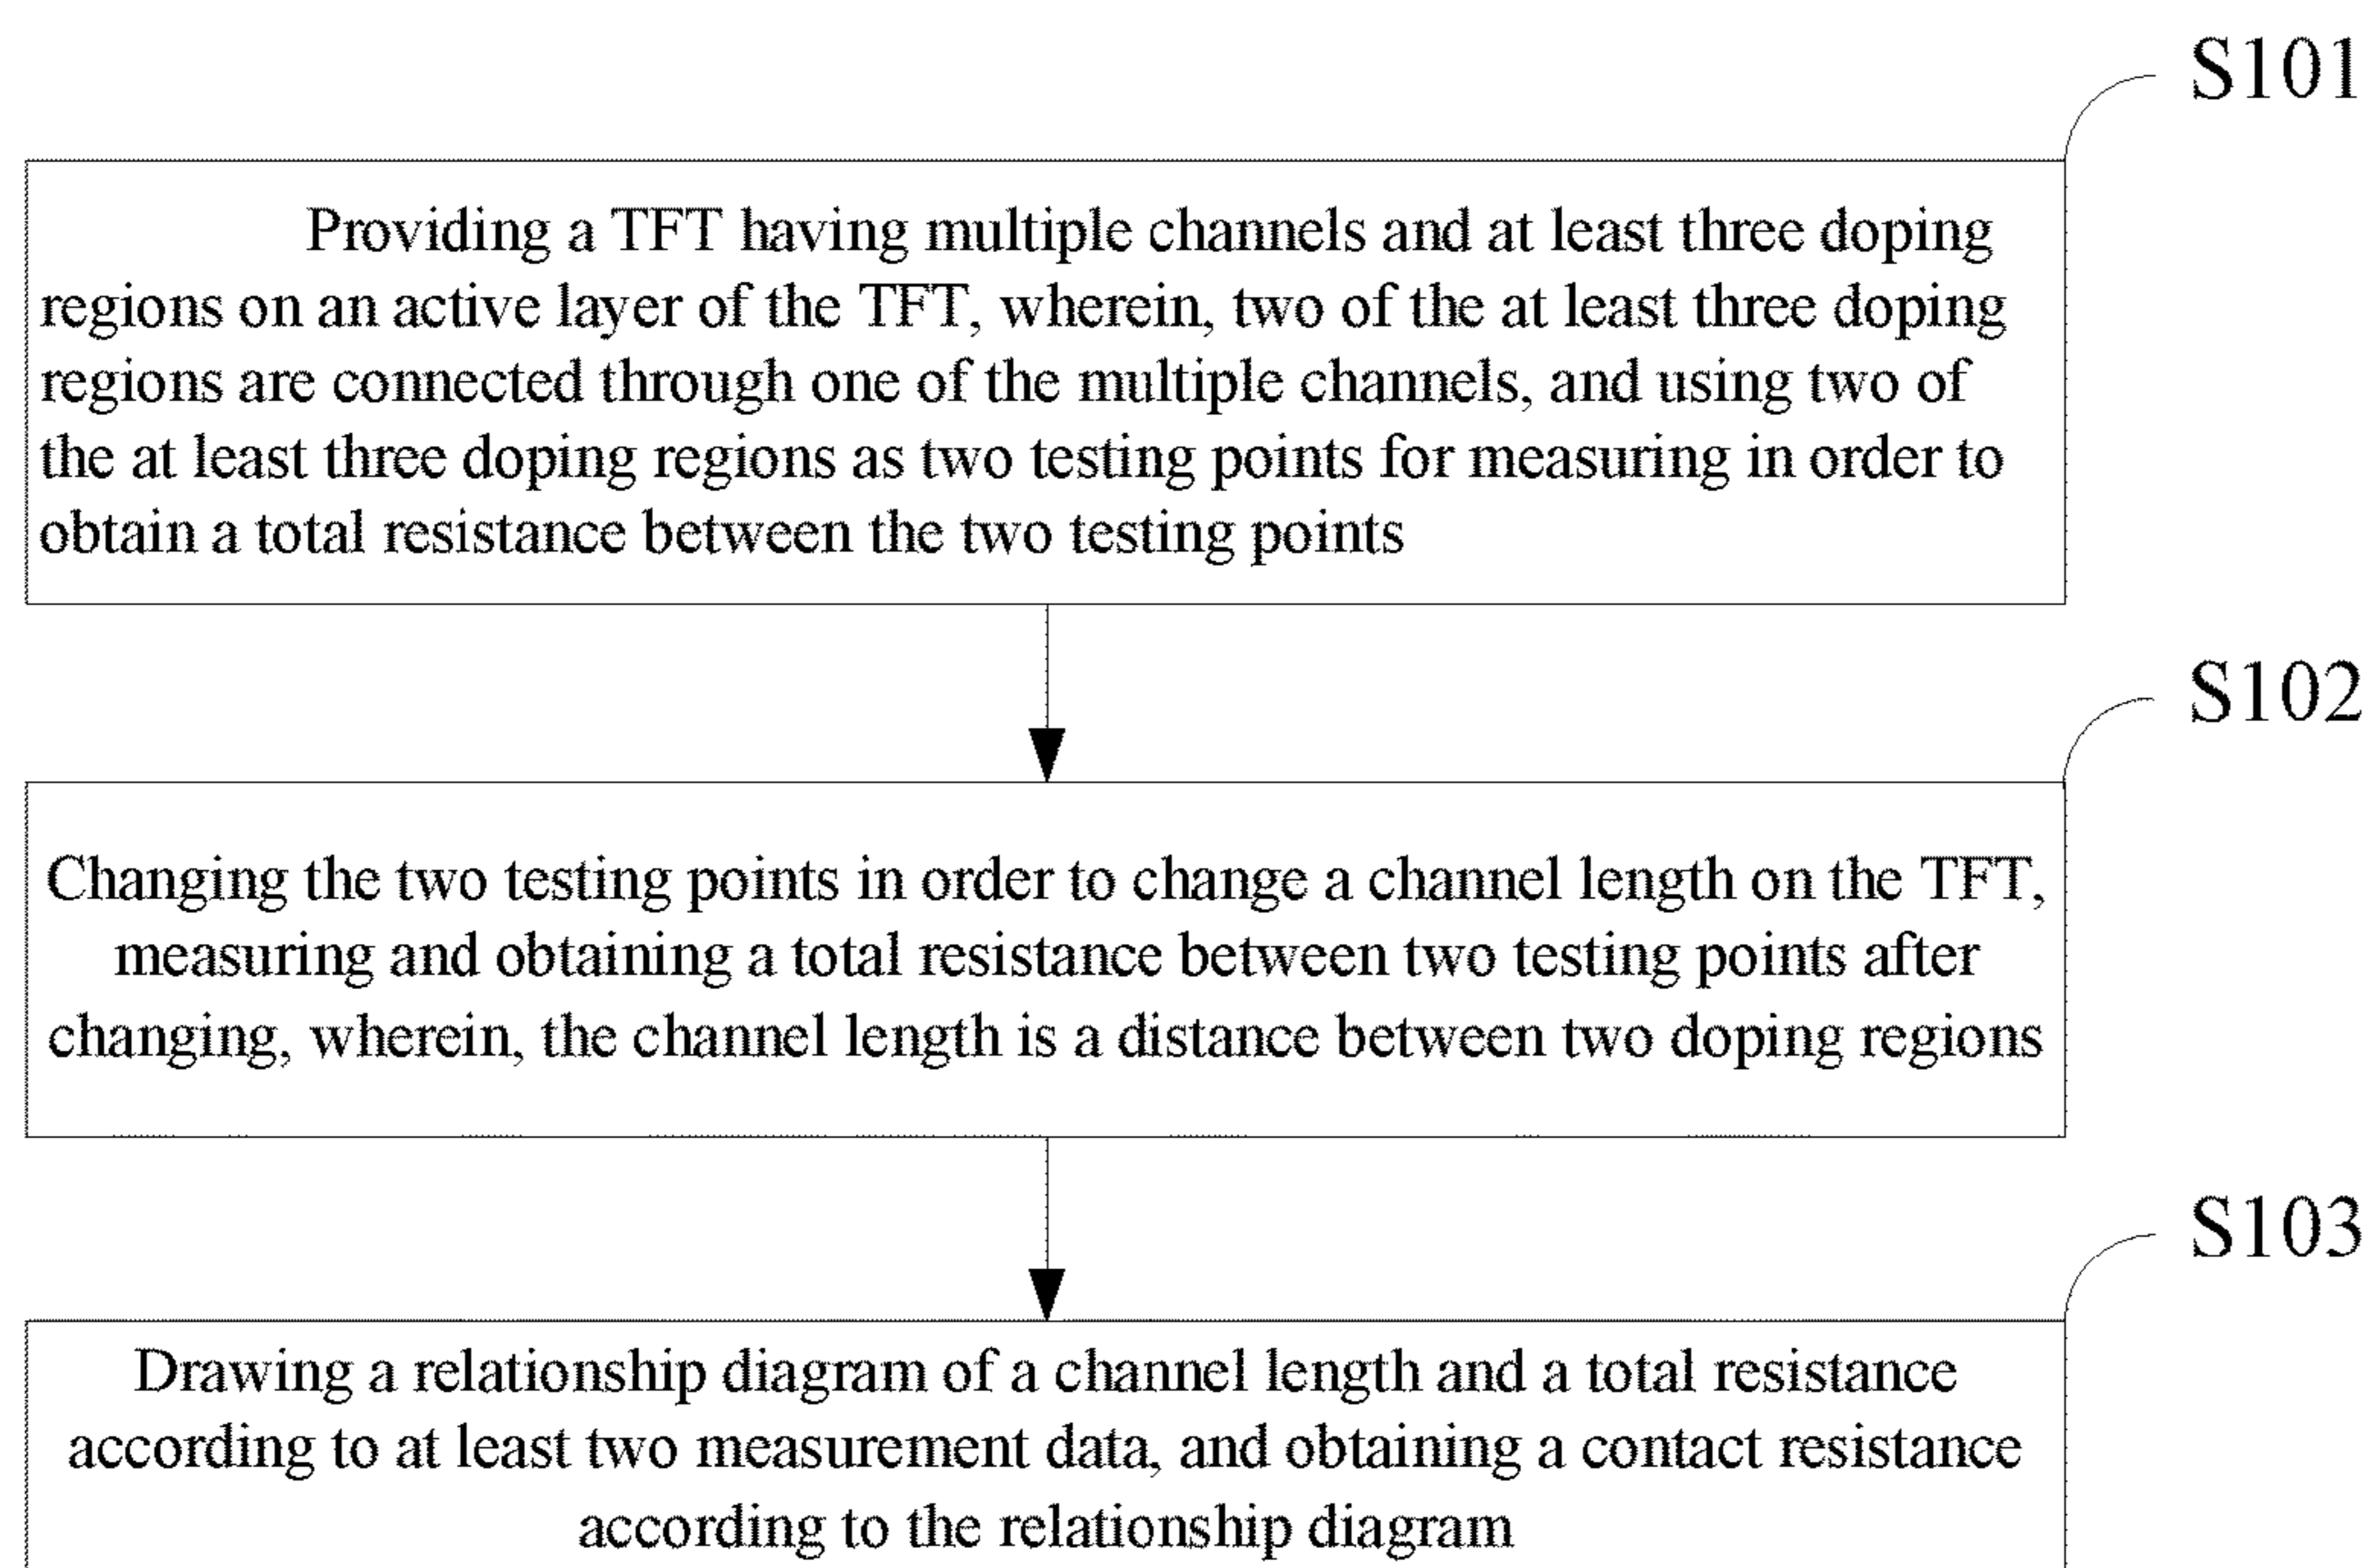 S101
Providing a TFT having multiple channels and at least three doping
regions on an active layer of the TFT, wherein, two of the at least three doping
regions are connected through one of the multiple channels, and using two of
the at least three doping regions as two testing points for measuring in order to
obtain a total resistance between the two testing points
S102
Changing the two testing points in order to change a channel length on the TFT,
measuring and obtaining a total resistance between two testing points after
changing, wherein, the channel length is a distance between two doping regions
S103
Drawing a relationship diagram of a channel length and a total resistance
according to at least two measurement data, and obtaining a contact resistance
according to the relationship diagram